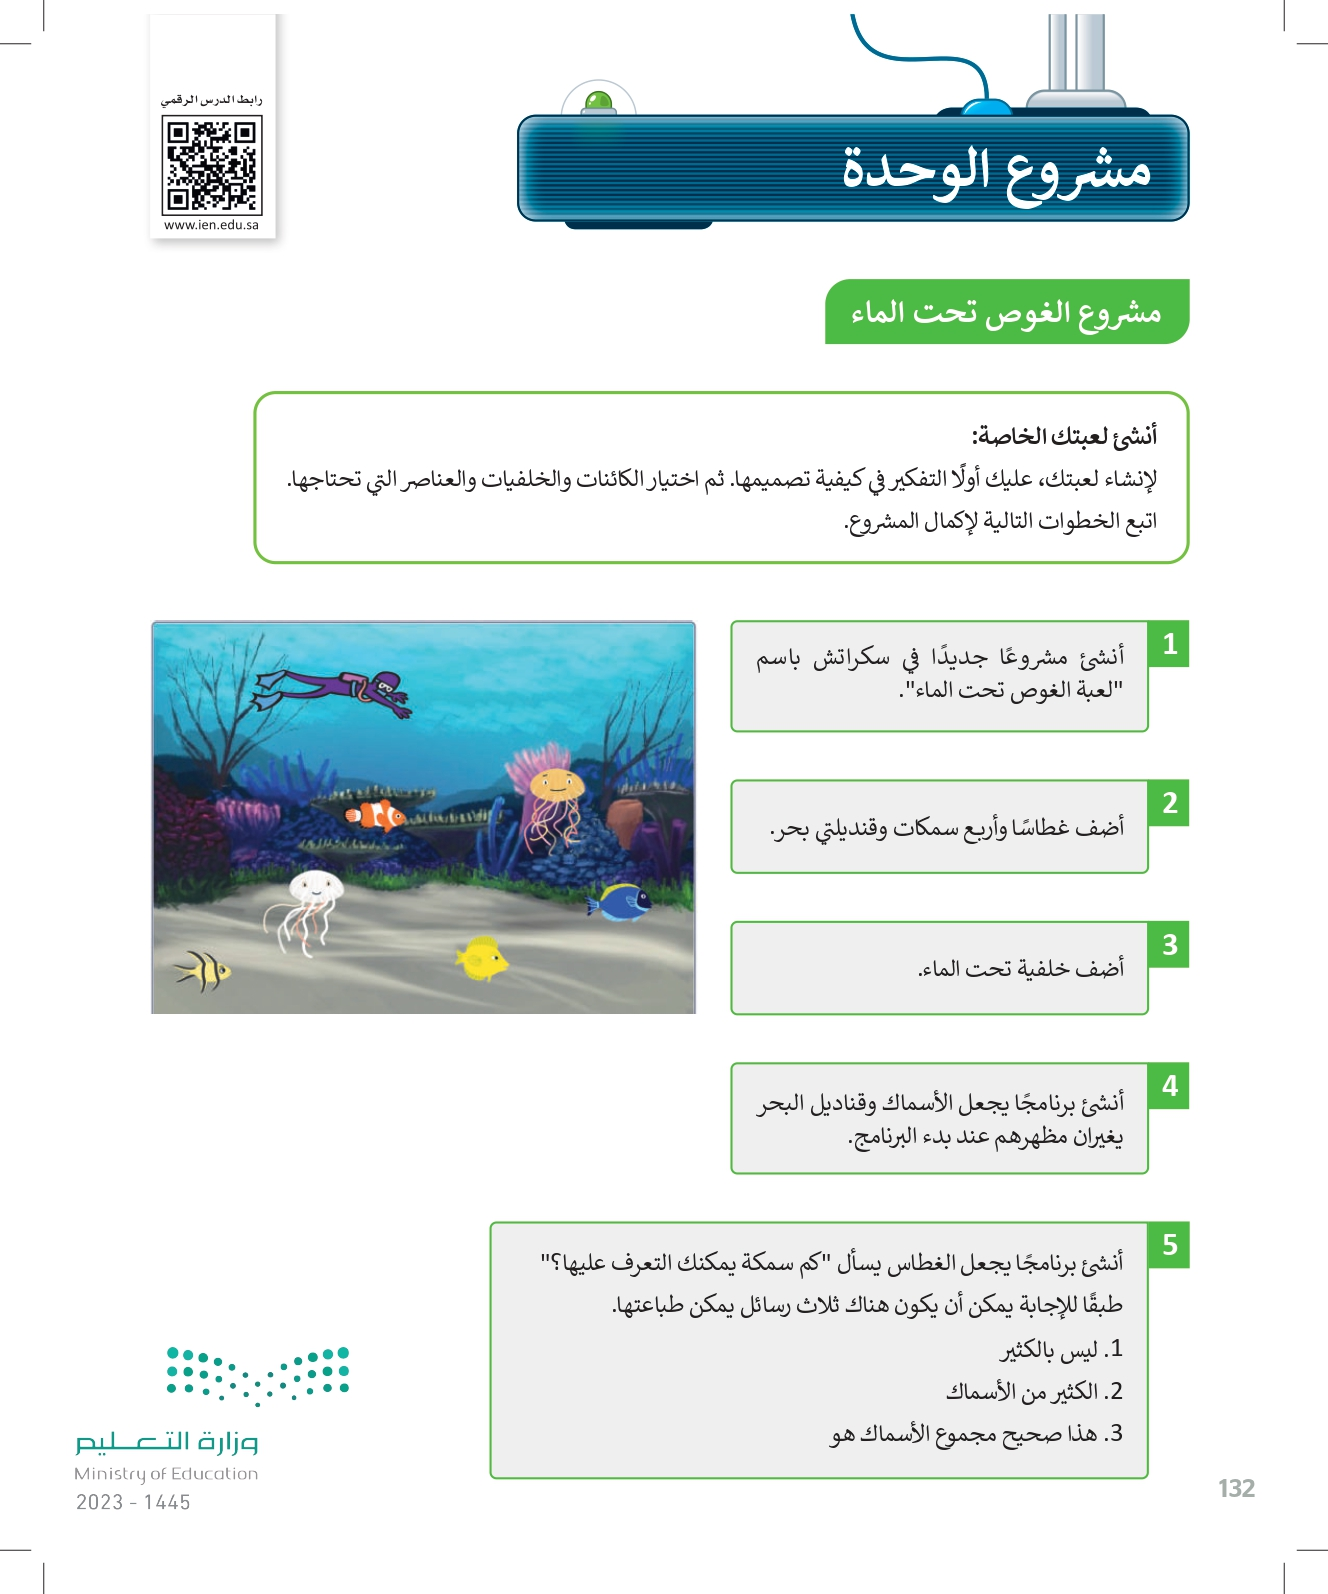 رابط الدرس الرقمي
www.ien.edu.sa
مشروع الوحدة
مشروع الغوص تحت الماء
أنشئ لعبتك الخاصة:
لإنشاء لعبتك، عليك أولًا التفكير في كيفية تصميمها. ثم اختيار الكائنات والخلفيات والعناصر التي تحتاجها.
اتبع الخطوات التالية لإكمال المشروع.
1
أنشئ مشروعًا جديدًا في سكراتش باسم
"لعبة الغوص تحت الماء".
2
أضف غطاسًا وأربع سمكات وقنديلتي بحر.
3
أضف خلفية تحت الماء.
4
أنشئ برنامجًا يجعل الأسماك وقناديل البحر
يغيران مظهرهم عند بدء البرنامج.
5
أنشئ برنامجًا يجعل الغطاس يسأل "كم سمكة يمكنك التعرف عليها؟"
طبقًا للإجابة يمكن أن يكون هناك ثلاث رسائل يمكن طباعتها.
1. ليس بالكثير
2. الكثير من الأسماك
3. هذا صحيح مجموع الأسماك هو
وزارة التعليم
Ministry of Education
2023 - 1445
132